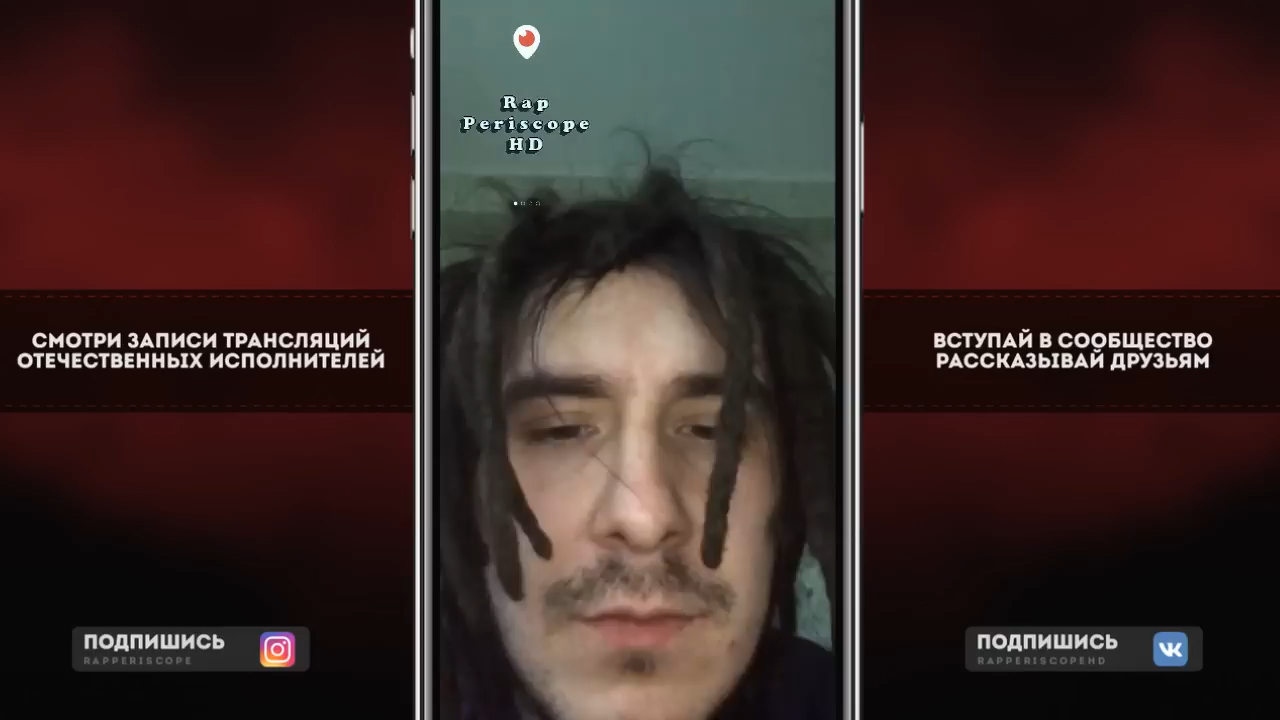 Rap
Periscope
HD
СМОТРИ ЗАПИСИ ТРАНСЛЯЦИЙ
ОТЕЧЕСТВЕННЫХ ИСПОЛНИТЕЛЕЙ
ВСТУПАЙ В СООБЩЕСТВО
РАССКАЗЫВАЙ ДРУЗЬЯМ
ПОДПИШИСЬ
RAPPERISCOPE
ПОДПИШИСЬ
RAPPERISCOPEHD